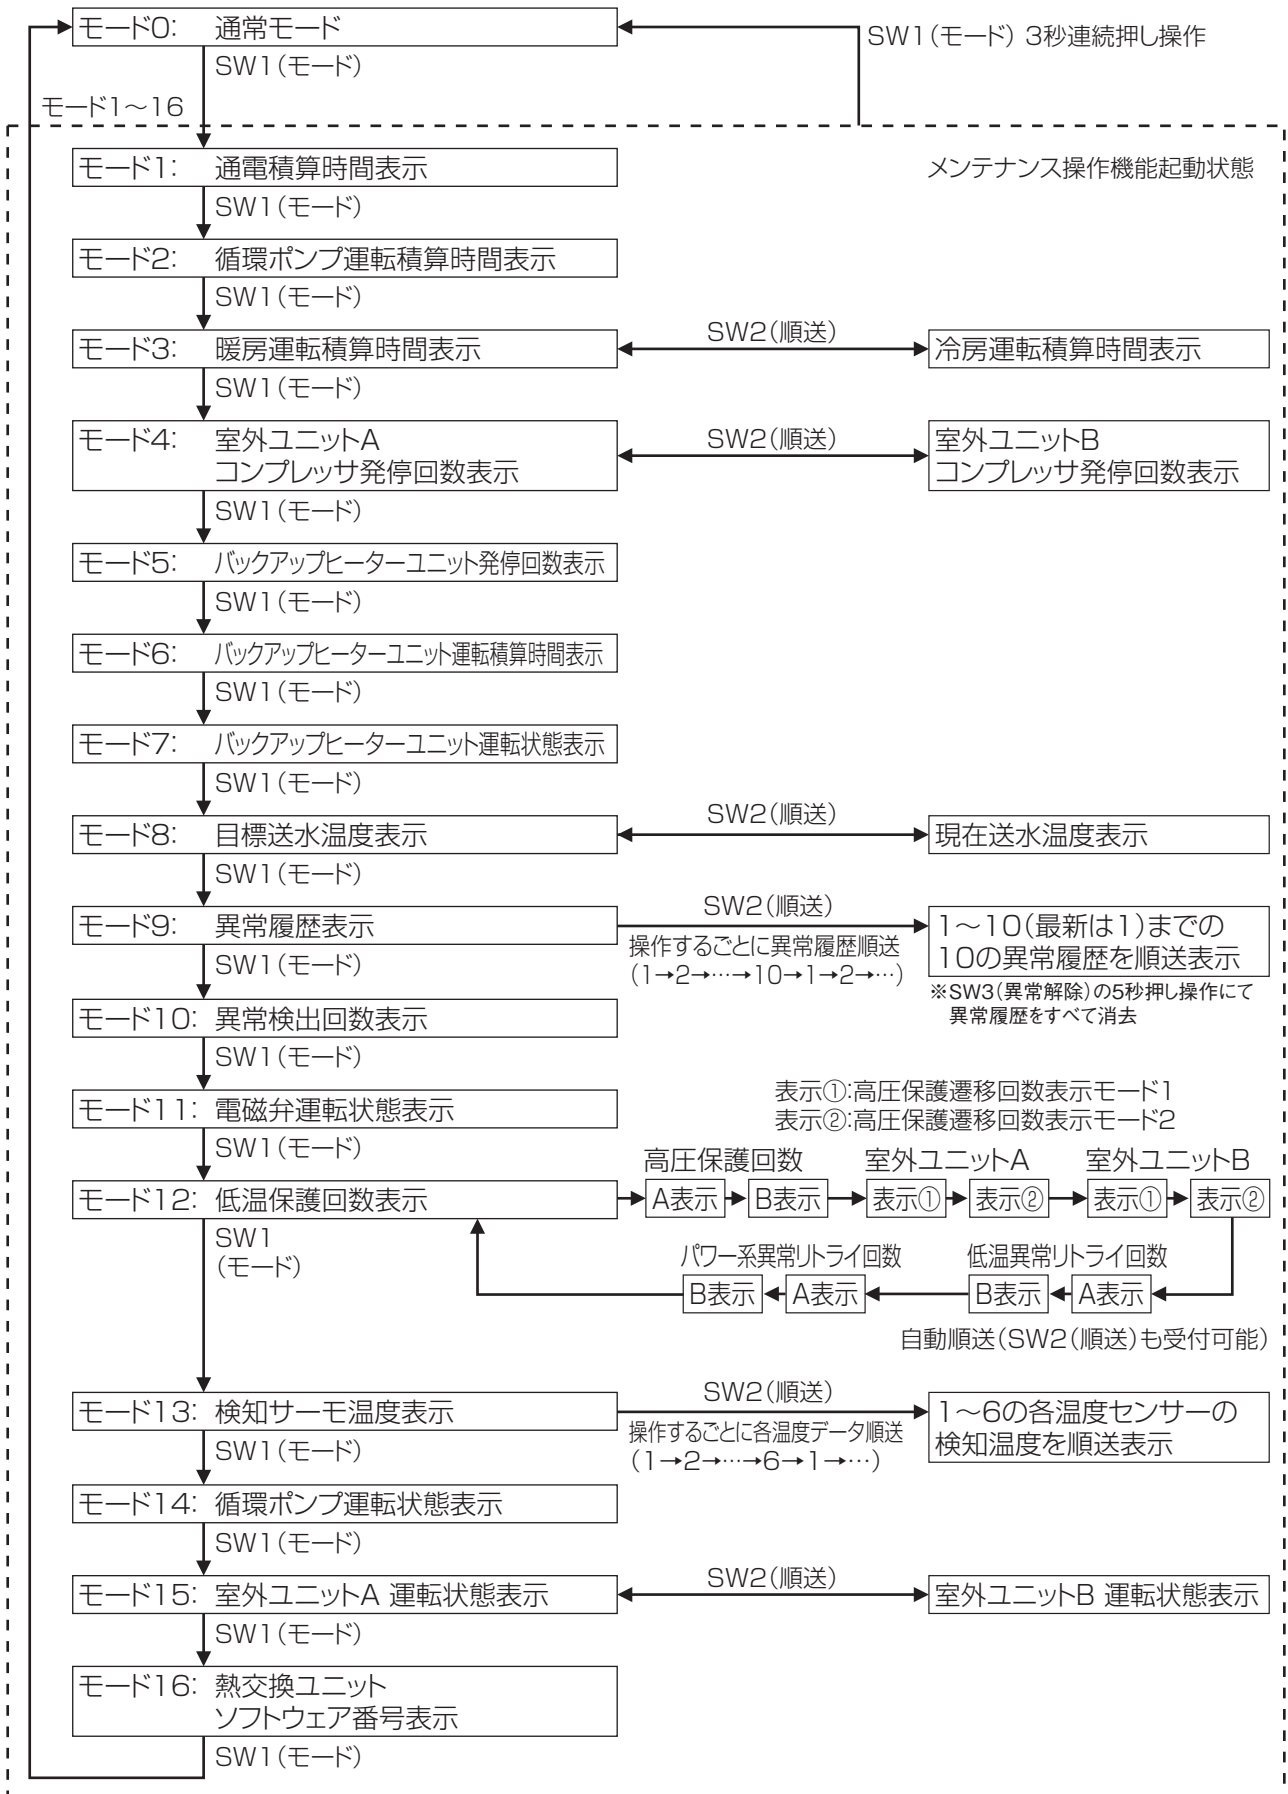 モード0: 通常モード
SW1(モード) 3秒連続押し操作
SW1(モード)
モード1～16
メンテナンス操作機能起動状態
モード1: 通電積算時間表示
SW1(モード)
モード2: 循環ポンプ運転積算時間表示
SW1(モード)
モード3: 暖房運転積算時間表示
SW2(順送)
冷房運転積算時間表示
SW1(モード)
モード4: 室外ユニットA
コンプレッサ発停回数表示
SW2(順送)
室外ユニットB
コンプレッサ発停回数表示
SW1(モード)
モード5: バックアップヒーターユニット発停回数表示
SW1(モード)
モード6: バックアップヒーターユニット運転積算時間表示
SW1(モード)
モード7: バックアップヒーターユニット運転状態表示
SW1(モード)
モード8: 目標送水温度表示
SW2(順送)
現在送水温度表示
SW1(モード)
モード9: 異常履歴表示
SW2(順送)
操作するごとに異常履歴順送
(1→2→…→10→1→2→…)
1～10(最新は1)までの
10の異常履歴を順送表示
※SW3(異常解除)の5秒押し操作にて
異常履歴をすべて消去
SW1(モード)
モード10: 異常検出回数表示
SW1(モード)
モード11: 電磁弁運転状態表示
SW1(モード)
表示①:高圧保護遷移回数表示モード1
表示②:高圧保護遷移回数表示モード2
高圧保護回数 室外ユニットA 室外ユニットB
モード12: 低温保護回数表示
A表示 B表示 表示① 表示② 表示① 表示②
SW1
(モード)
パワー系異常リトライ回数 低温異常リトライ回数
B表示 A表示 B表示 A表示
自動順送(SW2(順送)も受付可能)
モード13: 検知サーモ温度表示
SW2(順送)
操作するごとに各温度データ順送
(1→2→…→6→1→…)
1～6の各温度センサーの
検知温度を順送表示
SW1(モード)
モード14: 循環ポンプ運転状態表示
SW1(モード)
モード15: 室外ユニットA 運転状態表示
SW2(順送)
室外ユニットB 運転状態表示
SW1(モード)
モード16: 熱交換ユニット
ソフトウェア番号表示
SW1(モード)